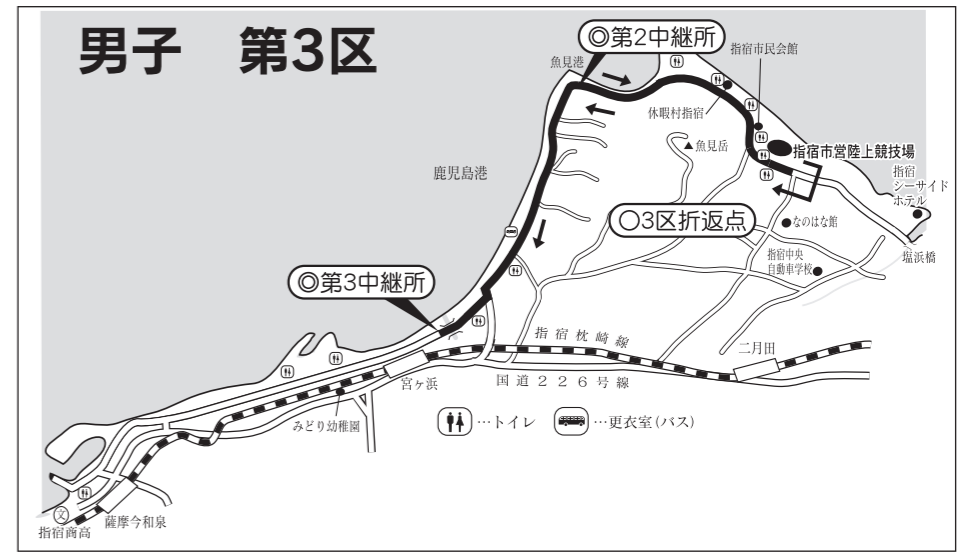 男子　第3区
◎第2中継所
魚見港
指宿市民会館
休暇村指宿
魚見岳
指宿市営陸上競技場
鹿児島港
指宿
シーサイド
ホテル
○3区折返点
なのはな館
指宿中央
自動車学校
塩浜橋
◎第3中継所
指宿枕崎線
二月田
宮ヶ浜
国道226号線
みどり幼稚園
…トイレ
…更衣室(バス)
文
薩摩今和泉
指宿商高